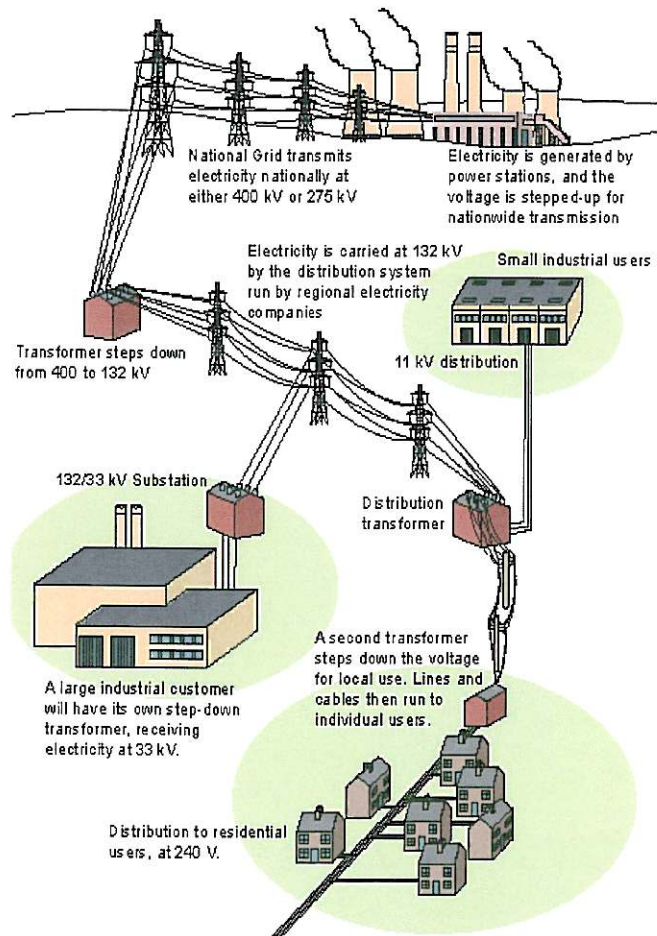 National Grid transmits
electricity nationally at
either 400 kV or 275 kV
Electricity is generated by
power stations, and the
voltage is stepped-up for
nationwide transmission
Electricity is carried at 132 kV
by the distribution system
run by regional electricity
companies
Small industrial users
Transformer steps down
from 400 to 132 kV
11 kV distribution
132/33 kV Substation
Distribution
transformer
A second transformer
steps down the voltage
for local use. Lines and
cables then run to
individual users.
A large industrial customer
will have its own step-down
transformer, receiving
electricity at 33 kV.
Distribution to residential
users, at 240 V.